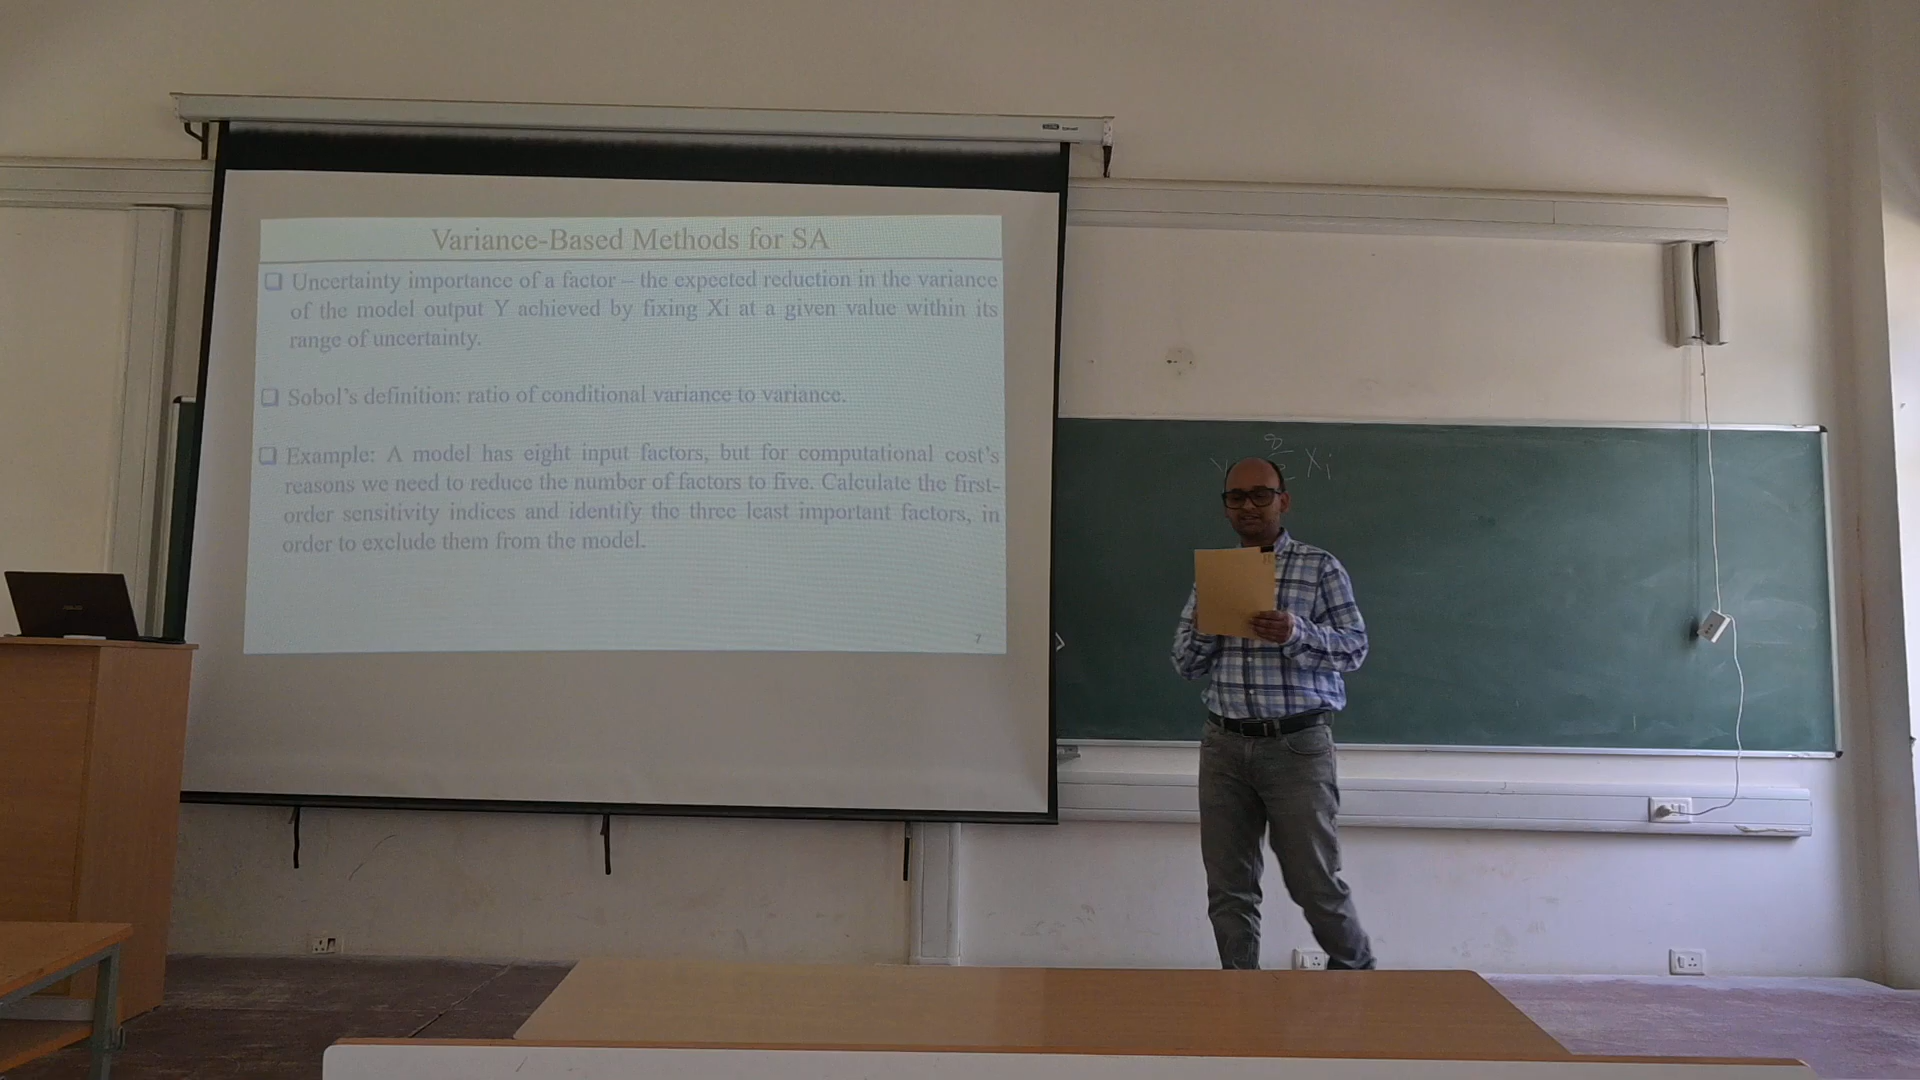 Variance-Based Methods for SA
❑ Uncertainty importance of a factor – the expected reduction in the variance
of the model output Y achieved by fixing Xi at a given value within its
range of uncertainty.
❑ Sobol's definition: ratio of conditional variance to variance.
❑ Example: A model has eight input factors, but for computational cost's
reasons we need to reduce the number of factors to five. Calculate the first-
order sensitivity indices and identify the three least important factors, in
order to exclude them from the model.
7
8
Xi